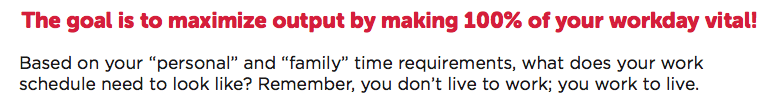 The goal is to maximize output by making 100% of your workday vital!
Based on your “personal” and “family” time requirements, what does your work
schedule need to look like? Remember, you don’t live to work; you work to live.